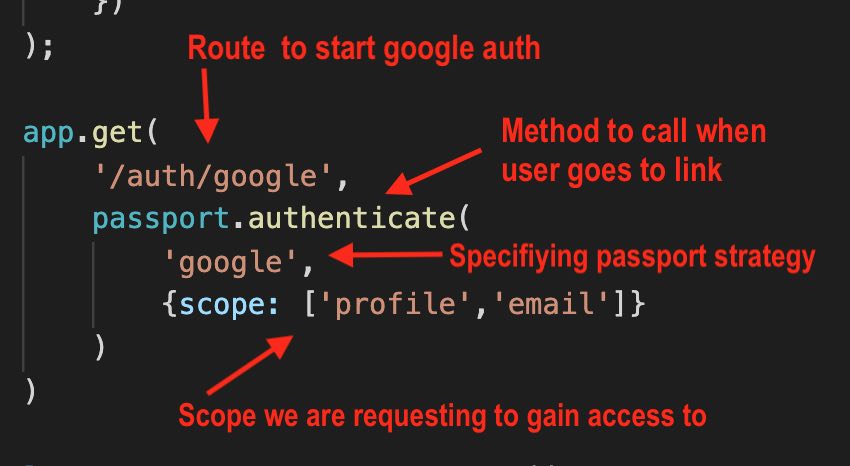 })
);
Route to start google auth
app.get(
Method to call when
user goes to link
'/auth/google',
passport.authenticate(
'google',
Specifiying passport strategy
{scope: ['profile','email']}
)
)
Scope we are requesting to gain access to